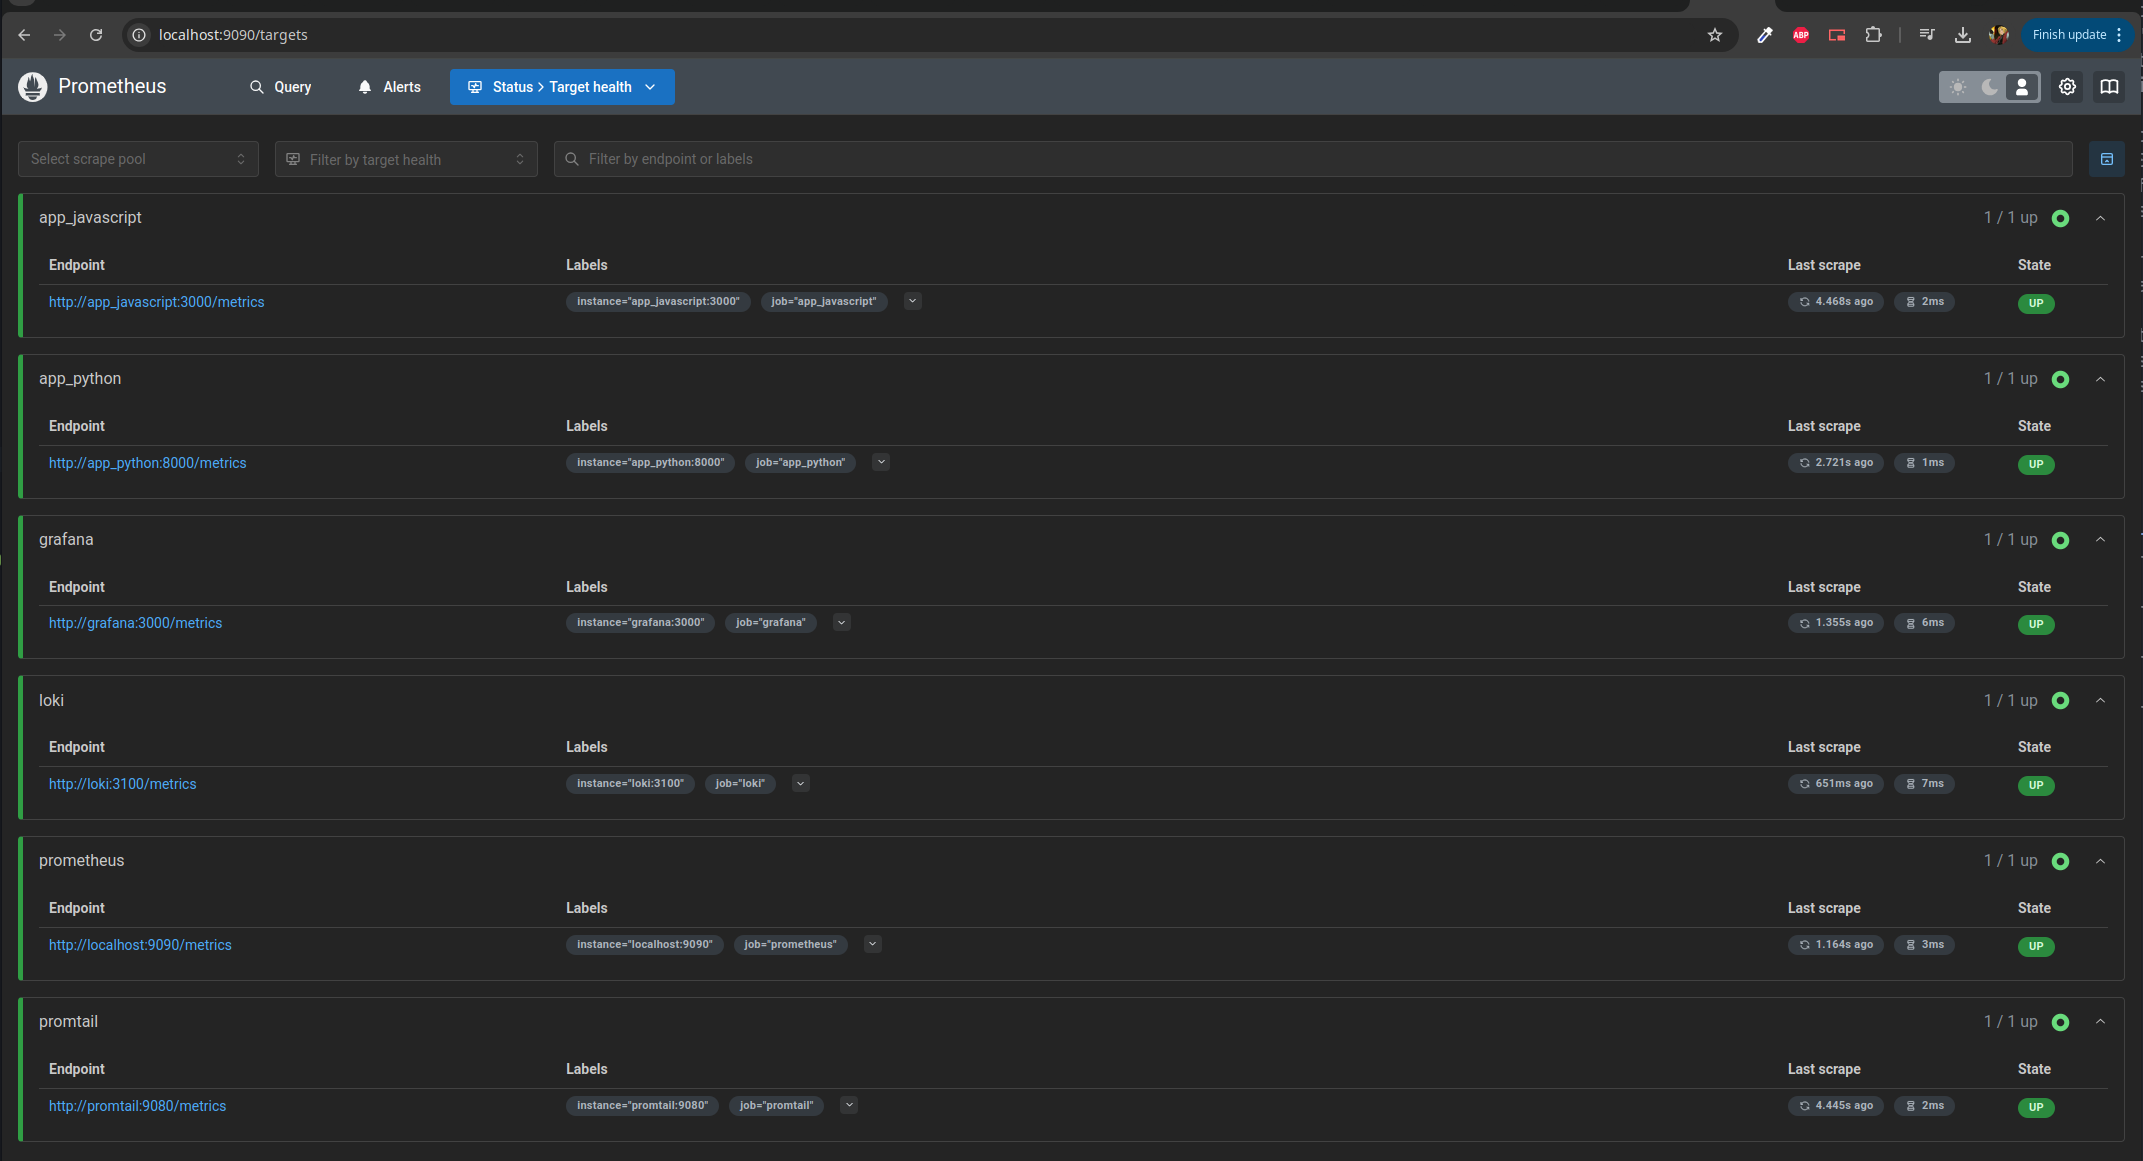 localhost:9090/targets
ABP
Finish update
Prometheus
Query
Alerts
Status > Target health
Select scrape pool
Filter by target health
Filter by endpoint or labels
app_javascript
1 / 1 up
Endpoint Labels Last scrape State
http://app_javascript:3000/metrics instance="app_javascript:3000" job="app_javascript" 4.468s ago 2ms UP
app_python
1 / 1 up
Endpoint Labels Last scrape State
http://app_python:8000/metrics instance="app_python:8000" job="app_python" 2.721s ago 1ms UP
grafana
1 / 1 up
Endpoint Labels Last scrape State
http://grafana:3000/metrics instance="grafana:3000" job="grafana" 1.355s ago 6ms UP
loki
1 / 1 up
Endpoint Labels Last scrape State
http://loki:3100/metrics instance="loki:3100" job="loki" 651ms ago 7ms UP
prometheus
1 / 1 up
Endpoint Labels Last scrape State
http://localhost:9090/metrics instance="localhost:9090" job="prometheus" 1.164s ago 3ms UP
promtail
1 / 1 up
Endpoint Labels Last scrape State
http://promtail:9080/metrics instance="promtail:9080" job="promtail" 4.445s ago 2ms UP